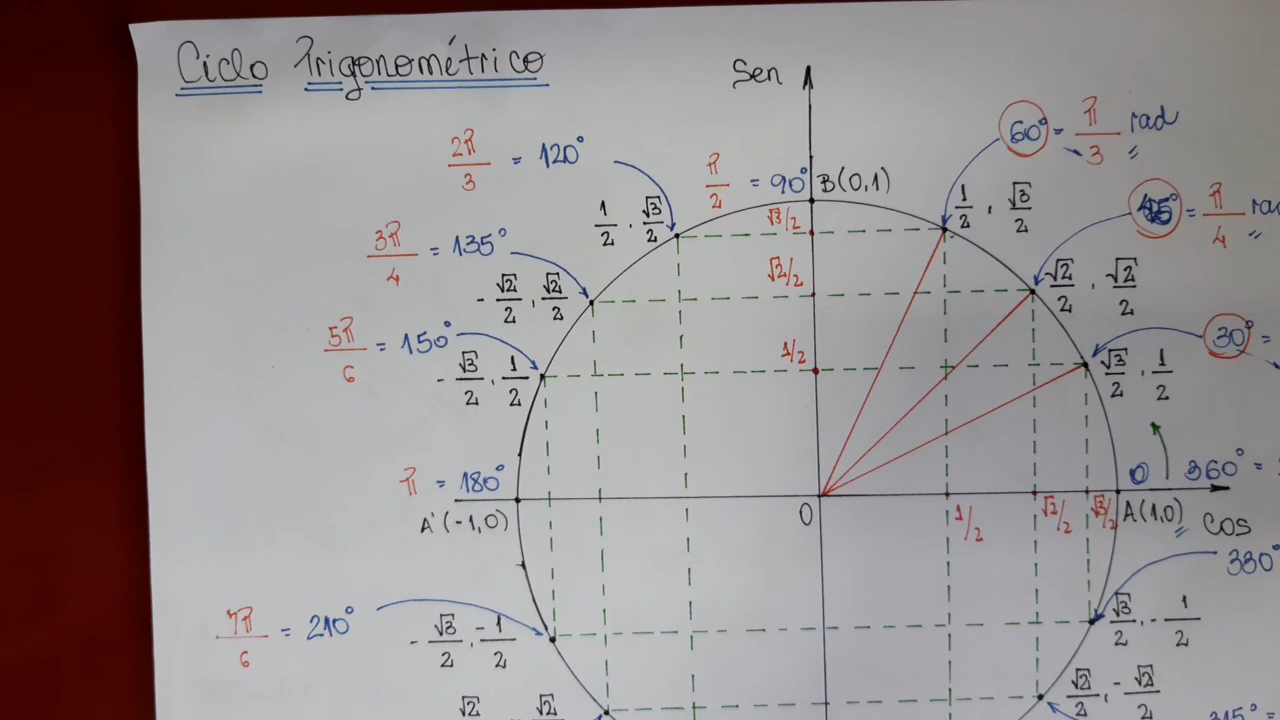 Ciclo Trigonométrico
Sen
60° = π/3 rad
2π/3 = 120°
π/2 = 90° B(0,1)
1/2 , √3/2
1/2 , √3/2
√3/2
45° = π/4 rad
3π/4 = 135°
√2/2
-√2/2 , √2/2
√2/2 , √2/2
5π/6 = 150°
1/2
30° =
-√3/2 , 1/2
√3/2 , 1/2
π = 180°
0 360° =
A'(-1,0)
0
1/2
√2/2
√3/2
A(1,0)
Cos
330°
7π/6 = 210°
-√3/2 , -1/2
√3/2 , -1/2
√2 √2
√2/2 , -√2/2
315° =